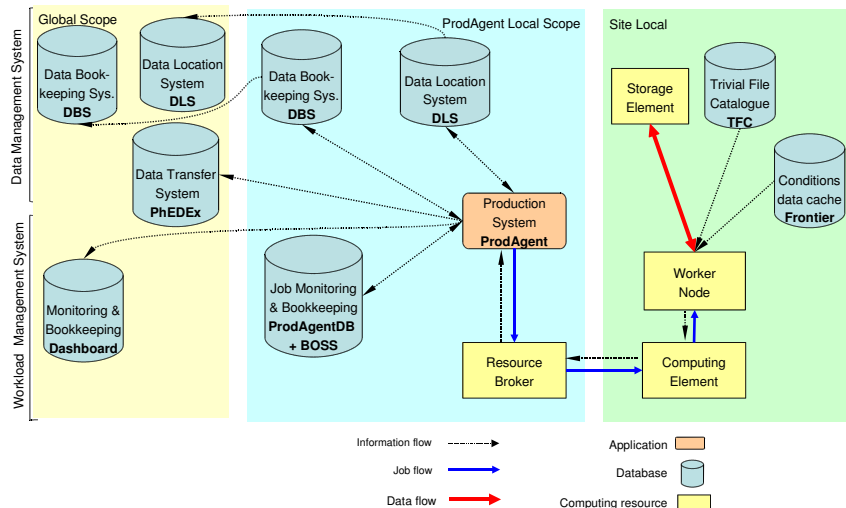 Data Management System
Workload Management System
Global Scope
Data Book-
keeping Sys.
DBS
Data Location
System
DLS
Data Transfer
System
PhEDEx
Monitoring &
Bookkeeping
Dashboard
ProdAgent Local Scope
Data Book-
keeping Sys.
DBS
Data Location
System
DLS
Production
System
ProdAgent
Job Monitoring
& Bookkeeping
ProdAgentDB
+ BOSS
Resource
Broker
Site Local
Storage
Element
Trivial File
Catalogue
TFC
Conditions
data cache
Frontier
Worker
Node
Computing
Element
Information flow
Job flow
Data flow
Application
Database
Computing resource